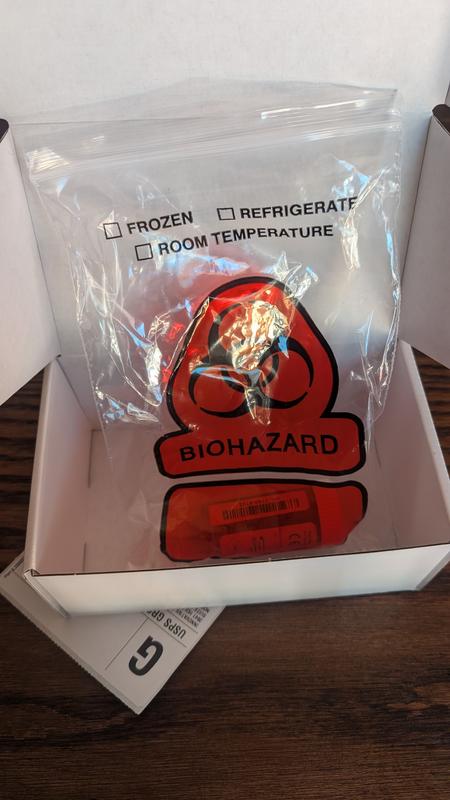 FROZEN
REFRIGERATE
ROOM TEMPERATURE
BIOHAZARD
USPS
G